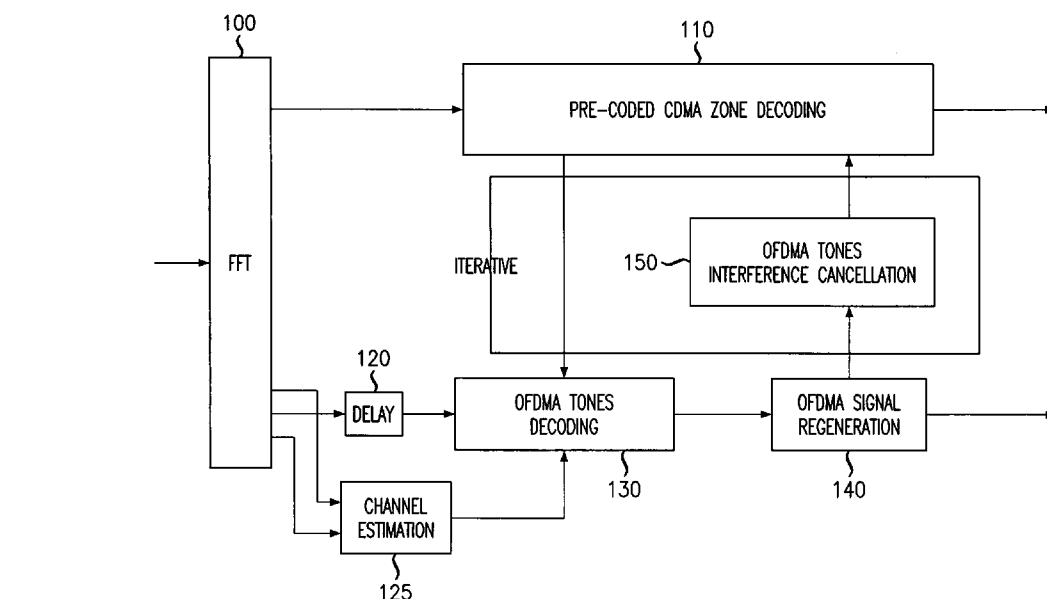 100
110
PRE-CODED CDMA ZONE DECODING
FFT
ITERATIVE
150
OFDMA TONES
INTERFERENCE CANCELLATION
120
DELAY
OFDMA TONES
DECODING
OFDMA SIGNAL
REGENERATION
130
140
CHANNEL
ESTIMATION
125